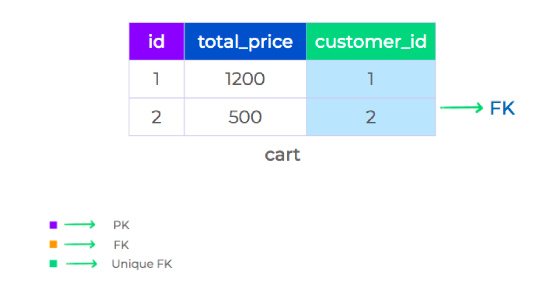 id total_price customer_id
1 1200 1
2 500 2
FK
cart
PK
FK
Unique FK